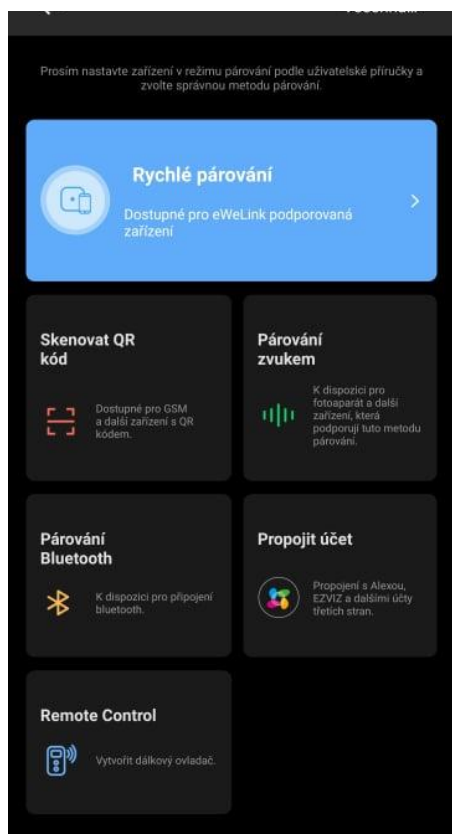 Prosím nastavte zařízení v režimu párování podle uživatelské příručky a
zvolte správnou metodu párování.
Rychlé párování
Dostupné pro eWeLink podporovaná
zařízení
Skenovat QR
kód
Dostupné pro GSM
a další zařízení s QR
kódem.
Párování
zvukem
K dispozici pro
fotoaparát a další
zařízení, která
podporují tuto metodu
párování.
Párování
Bluetooth
K dispozici pro připojení
bluetooth.
Propojit účet
Propojení s Alexou,
EZVIZ a dalšími účty
třetích stran.
Remote Control
Vytvořit dálkový ovladač.